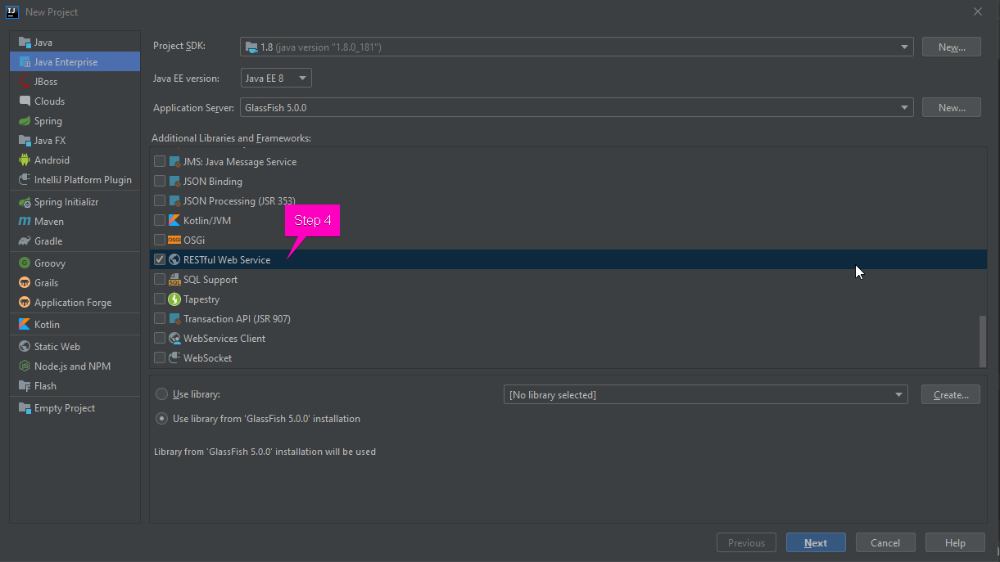 New Project
Java
Java Enterprise
JBoss
Clouds
Spring
Java FX
Android
IntelliJ Platform Plugin
Spring Initializr
Maven
Gradle
Groovy
Grails
Application Forge
Kotlin
Static Web
Node.js and NPM
Flash
Empty Project
Project SDK: 1.8 (java version "1.8.0_181") New...
Java EE version: Java EE 8
Application Server: GlassFish 5.0.0 New...
Additional Libraries and Frameworks:
JMS: Java Message Service
JSON Binding
JSON Processing (JSR 353)
Step 4
Kotlin/JVM
OSGi
RESTful Web Service
SQL Support
Tapestry
Transaction API (JSR 907)
WebServices Client
WebSocket
Use library: [No library selected] Create...
Use library from 'GlassFish 5.0.0' installation
Library from 'GlassFish 5.0.0' installation will be used
Previous Next Cancel Help